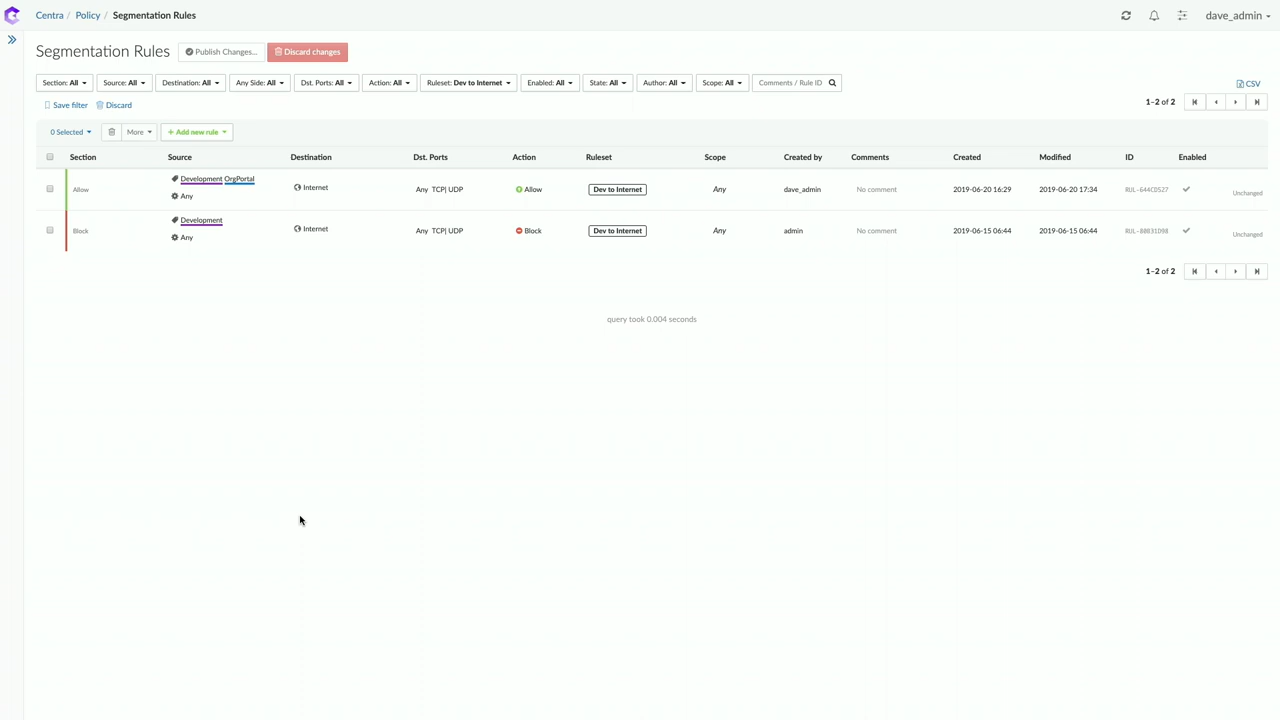 Centra / Policy / Segmentation Rules
dave_admin
Segmentation Rules Publish Changes... Discard changes
Section: All Source: All Destination: All Any Side: All Dst. Ports: All Action: All Ruleset: Dev to Internet Enabled: All State: All Author: All Scope: All Comments / Rule ID
CSV
Save filter Discard
1–2 of 2
0 Selected More + Add new rule
Section Source Destination Dst. Ports Action Ruleset Scope Created by Comments Created Modified ID Enabled
Allow Development OrgPortal Internet Any TCP| UDP Allow Dev to Internet Any dave_admin No comment 2019-06-20 16:29 2019-06-20 17:34 Unchanged
Any
Block Development Internet Any TCP| UDP Block Dev to Internet Any admin No comment 2019-06-15 06:44 2019-06-15 06:44 Unchanged
Any
1–2 of 2
query took 0.004 seconds